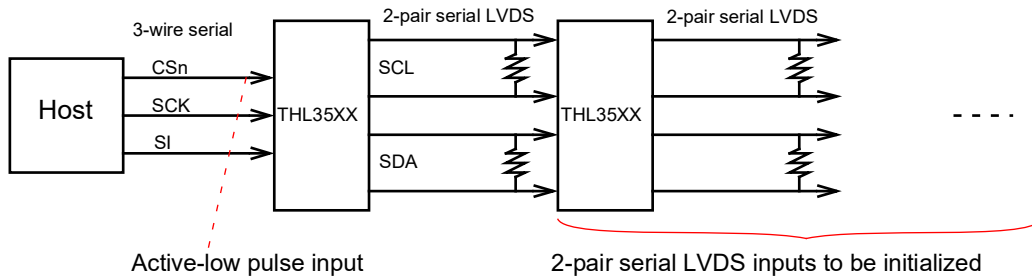 2-pair serial LVDS
2-pair serial LVDS
3-wire serial
CSn
SCL
Host
SCK
THL35XX
THL35XX
SI
SDA
Active-low pulse input
2-pair serial LVDS inputs to be initialized